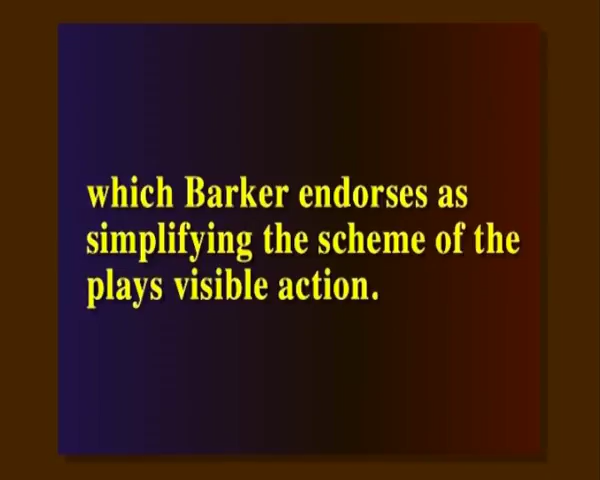 which Barker endorses as
simplifying the scheme of the
plays visible action.